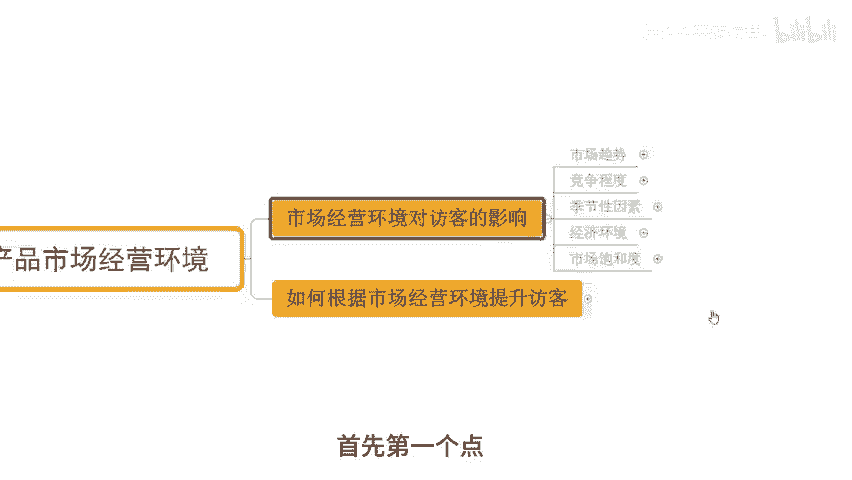 市场趋势
竞争程度
市场经营环境对访客的影响
季节性因素
经济环境
产品市场经营环境
市场饱和度
如何根据市场经营环境提升访客
首先第一个点
bilibili